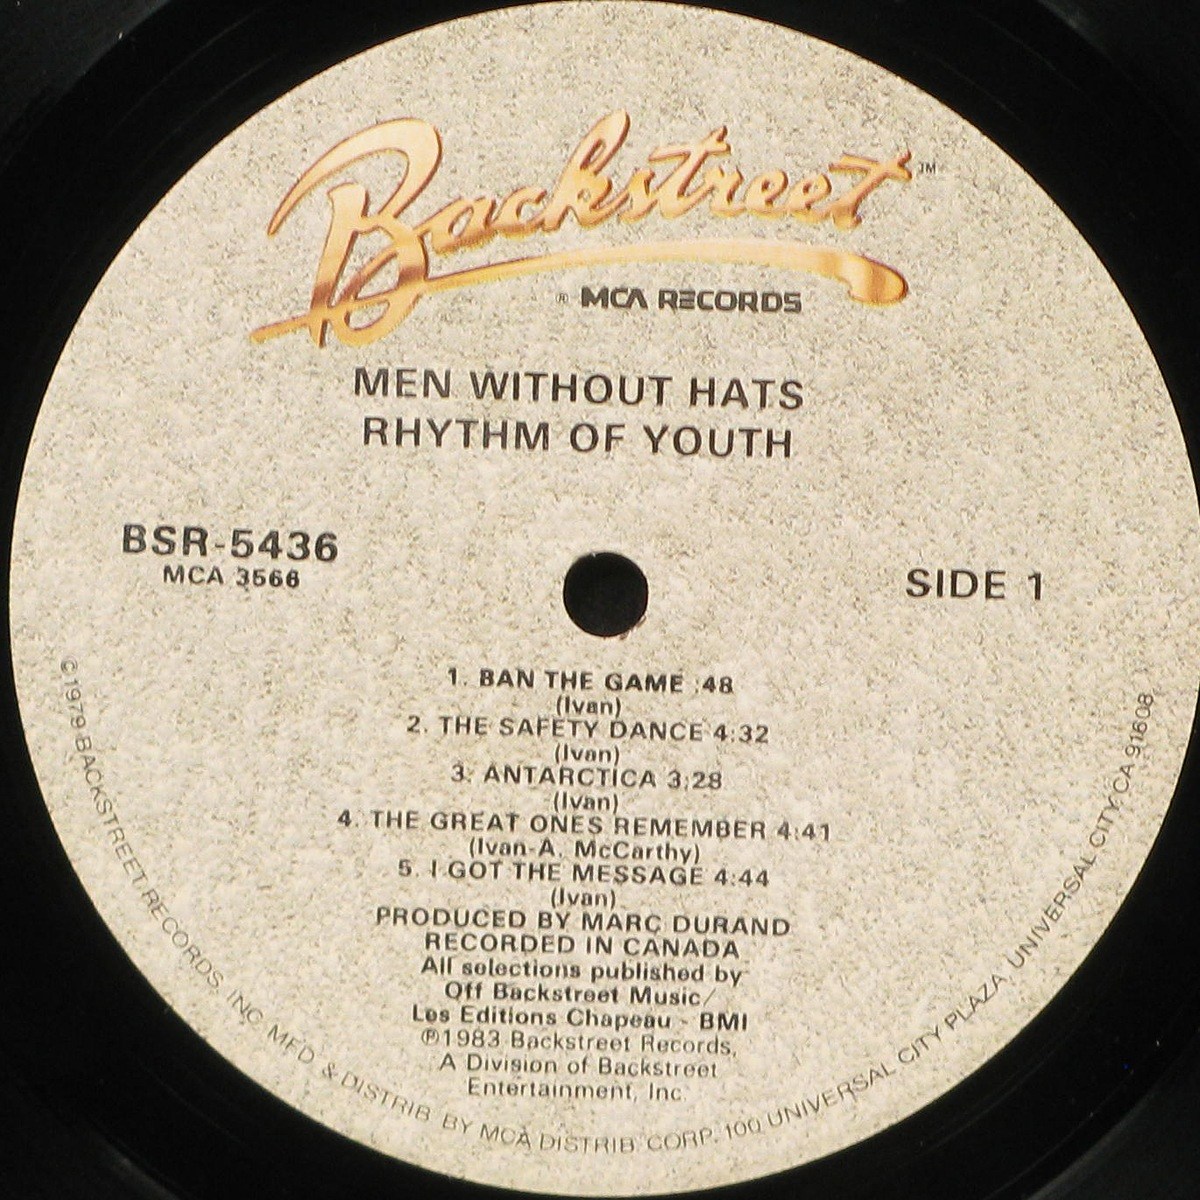 Backstreet™
® MCA RECORDS
MEN WITHOUT HATS
RHYTHM OF YOUTH
BSR-5436
MCA 3566
SIDE 1
1. BAN THE GAME :48
(Ivan)
2. THE SAFETY DANCE 4:32
(Ivan)
3. ANTARCTICA 3:28
(Ivan)
4. THE GREAT ONES REMEMBER 4:41
(Ivan-A. McCarthy)
5. I GOT THE MESSAGE 4:44
(Ivan)
PRODUCED BY MARC DURAND
RECORDED IN CANADA
All selections published by
Off Backstreet Music/
Les Editions Chapeau - BMI
℗1983 Backstreet Records,
A Division of Backstreet
Entertainment, Inc.
©1979 BACKSTREET RECORDS, INC. MFD & DISTRIB BY MCA DISTRIB. CORP. 100 UNIVERSAL CITY PLAZA, UNIVERSAL CITY, CA 91608